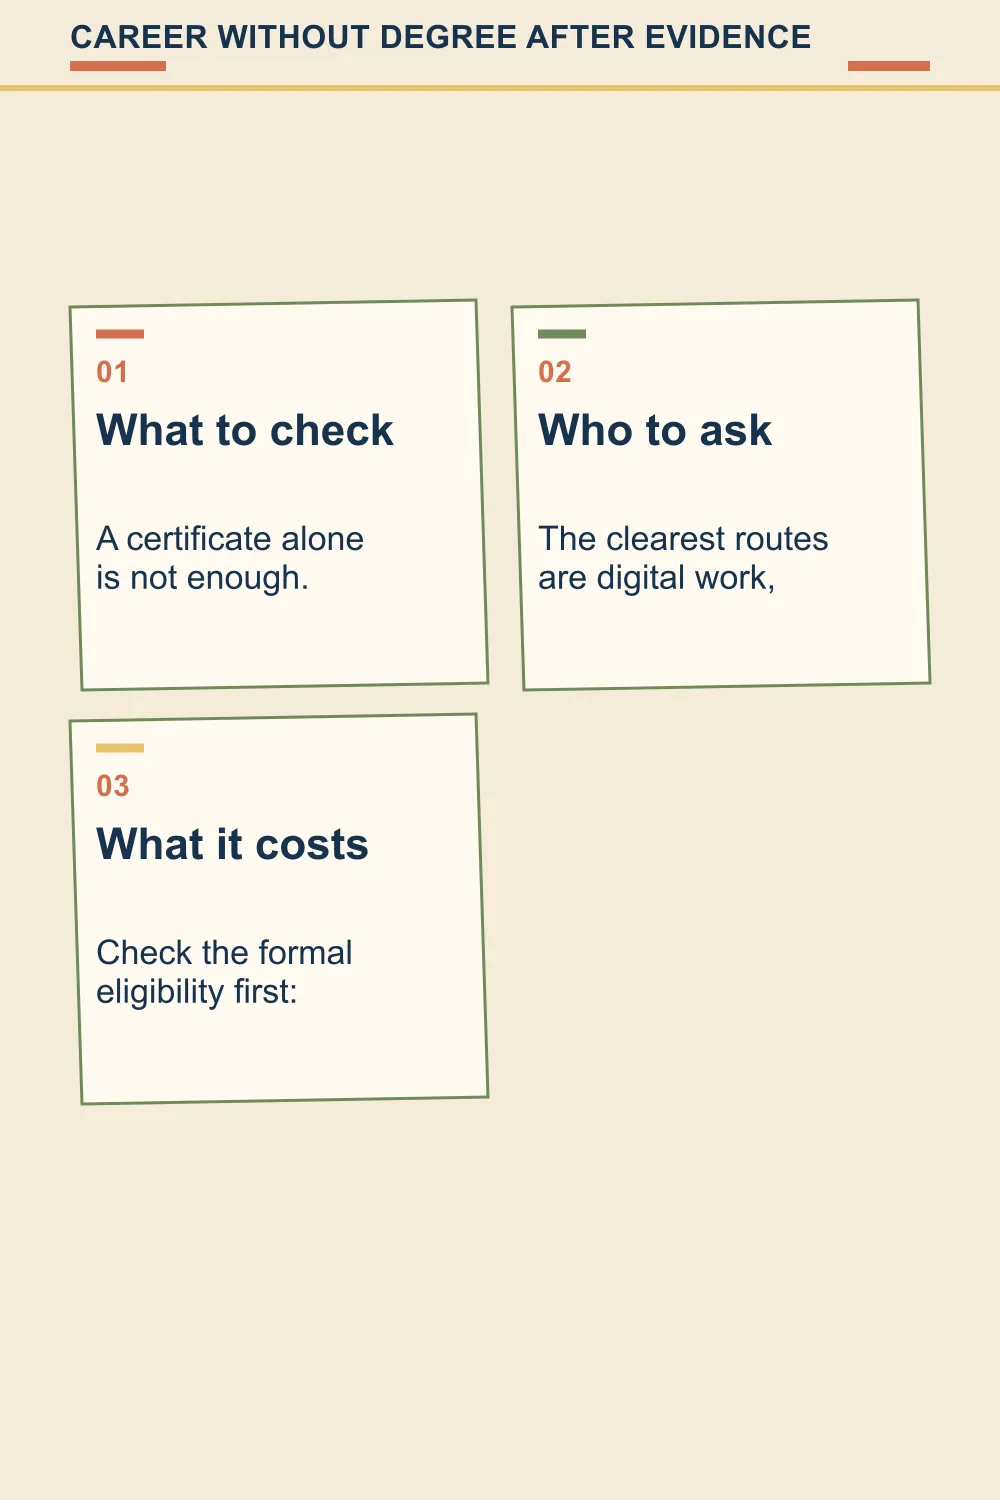 CAREER WITHOUT DEGREE AFTER EVIDENCE
01
What to check
A certificate alone
is not enough.
02
Who to ask
The clearest routes
are digital work,
03
What it costs
Check the formal
eligibility first: